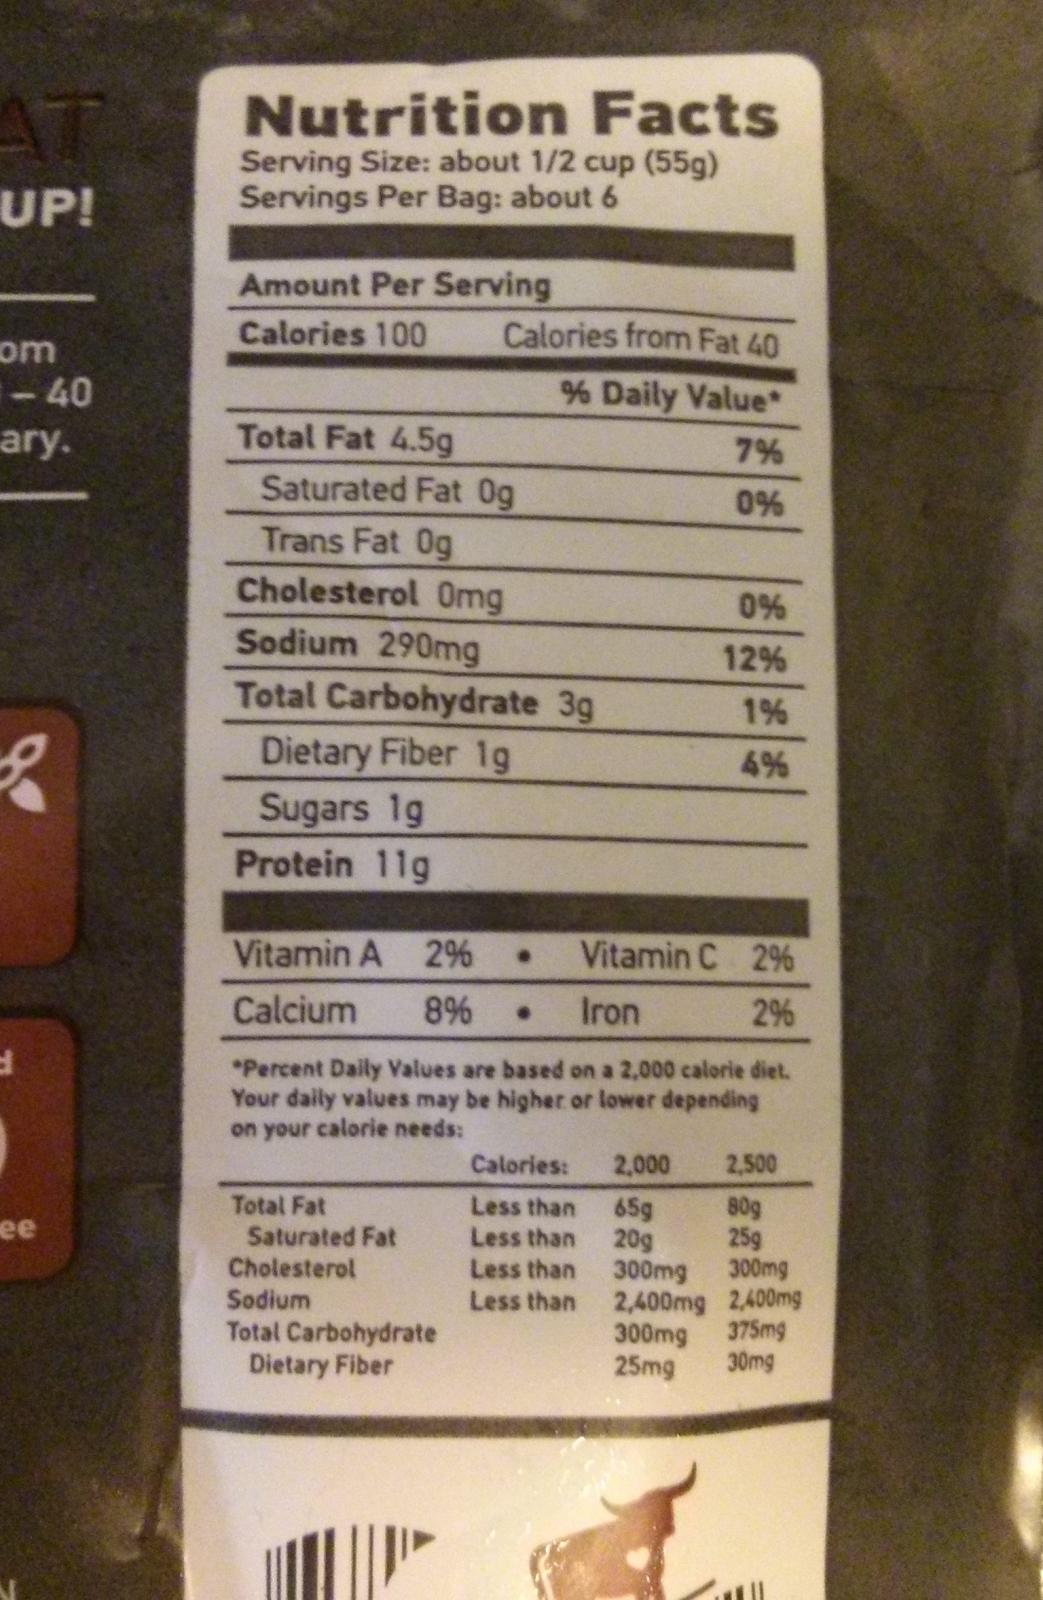 AT
UP!
om
– 40
ary.
d
ee
N
Nutrition Facts
Serving Size: about 1/2 cup (55g)
Servings Per Bag: about 6
Amount Per Serving
Calories 100 Calories from Fat 40
% Daily Value*
Total Fat 4.5g 7%
Saturated Fat 0g 0%
Trans Fat 0g
Cholesterol 0mg 0%
Sodium 290mg 12%
Total Carbohydrate 3g 1%
Dietary Fiber 1g 4%
Sugars 1g
Protein 11g
Vitamin A 2% • Vitamin C 2%
Calcium 8% • Iron 2%
*Percent Daily Values are based on a 2,000 calorie diet.
Your daily values may be higher or lower depending
on your calorie needs:
Calories: 2,000 2,500
Total Fat Less than 65g 80g
Saturated Fat Less than 20g 25g
Cholesterol Less than 300mg 300mg
Sodium Less than 2,400mg 2,400mg
Total Carbohydrate 300mg 375mg
Dietary Fiber 25mg 30mg